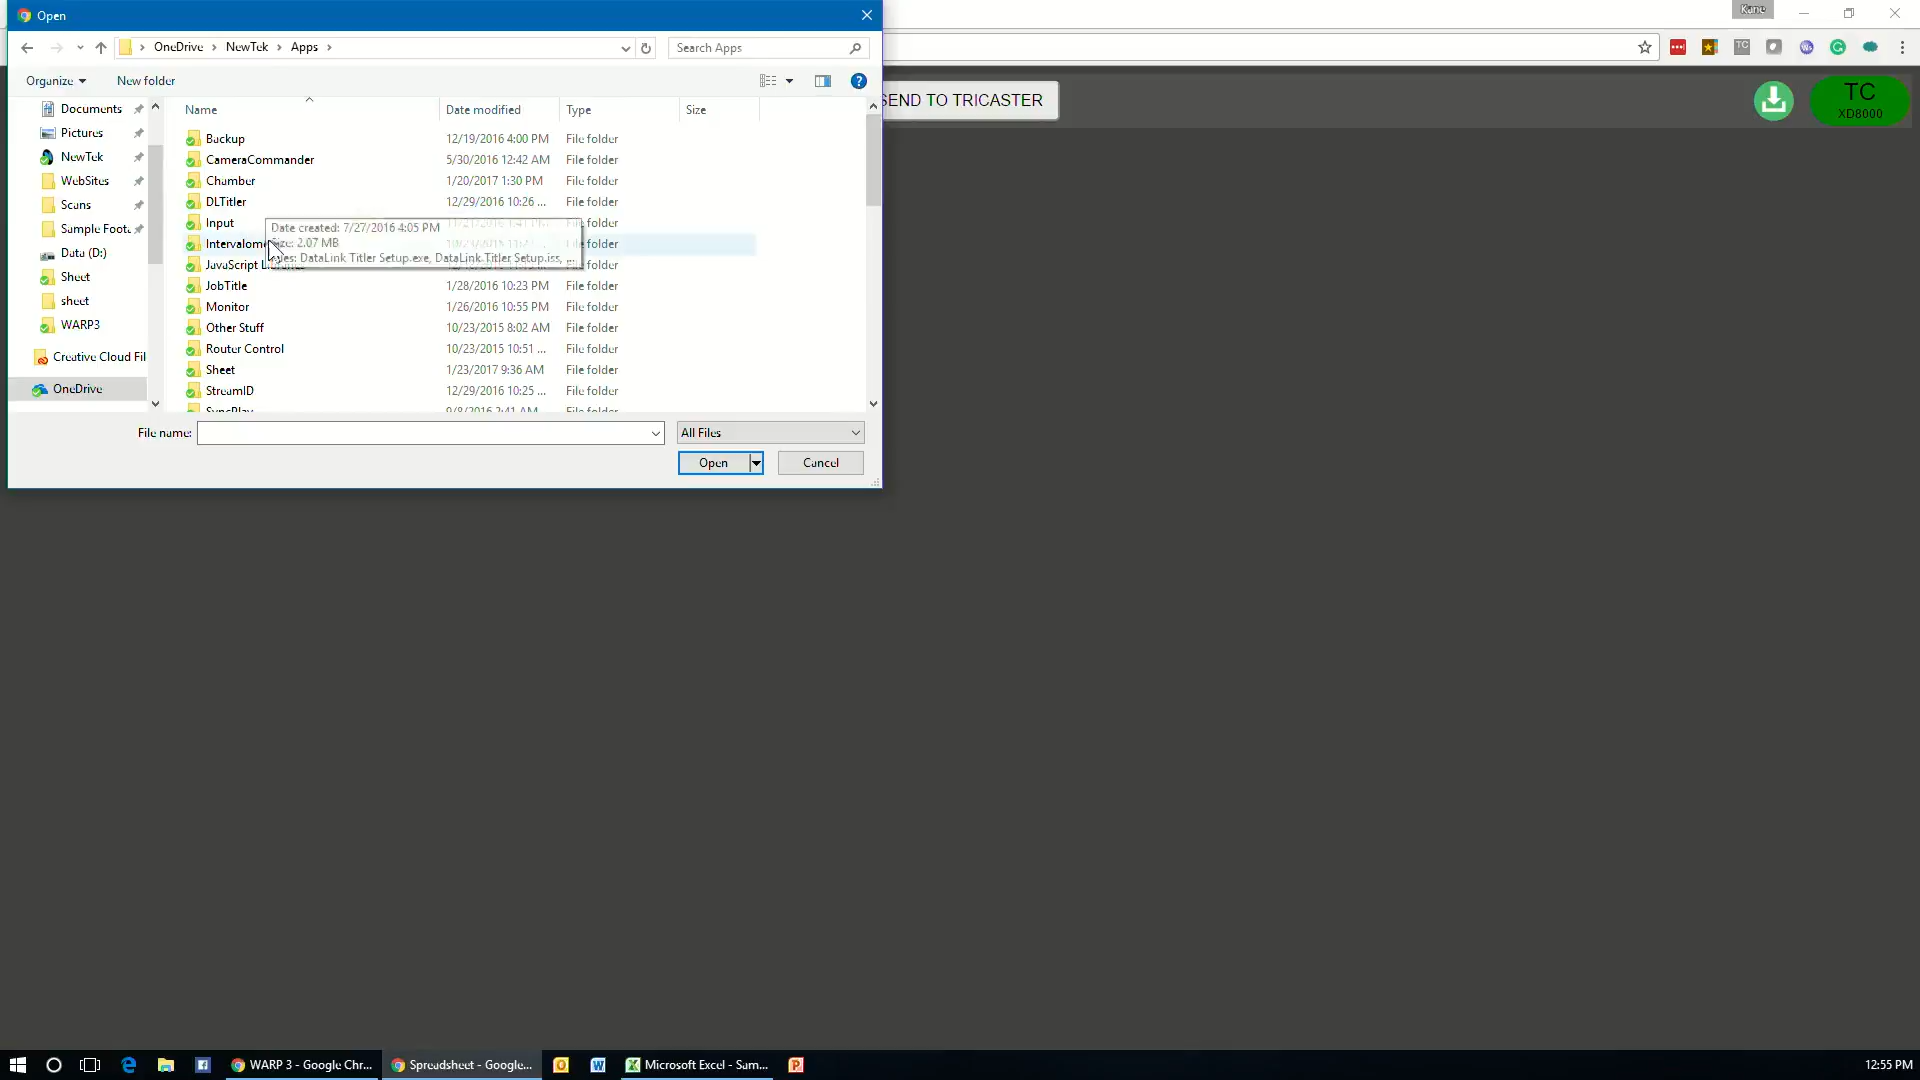 Open
Kane
OneDrive > NewTek > Apps >
Search Apps
Organize
New folder
SEND TO TRICASTER
TC
XD8000
Name
Date modified
Type
Size
Documents
Pictures
NewTek
WebSites
Scans
Sample Foota
Data (D:)
Sheet
sheet
WARP3
Creative Cloud Fil
OneDrive
Backup 12/19/2016 4:00 PM File folder
CameraCommander 5/30/2016 12:42 AM File folder
Chamber 1/20/2017 1:30 PM File folder
DLTitler 12/29/2016 10:26 ... File folder
Input File folder
Date created: 7/27/2016 4:05 PM
Size: 2.07 MB
DataLink Titler Setup.exe, DataLink Titler Setup.iss, ...
Intervalom File folder
JavaScript folder
JobTitle 1/28/2016 10:23 PM File folder
Monitor 1/26/2016 10:55 PM File folder
Other Stuff 10/23/2015 8:02 AM File folder
Router Control 10/23/2015 10:51 ... File folder
Sheet 1/23/2017 9:36 AM File folder
StreamID 12/29/2016 10:25 ... File folder
SyncPlay 9/8/2016 2:41 AM File folder
File name:
All Files
Open
Cancel
WARP 3 - Google Chr...
Spreadsheet - Google...
Microsoft Excel - Sam...
12:55 PM